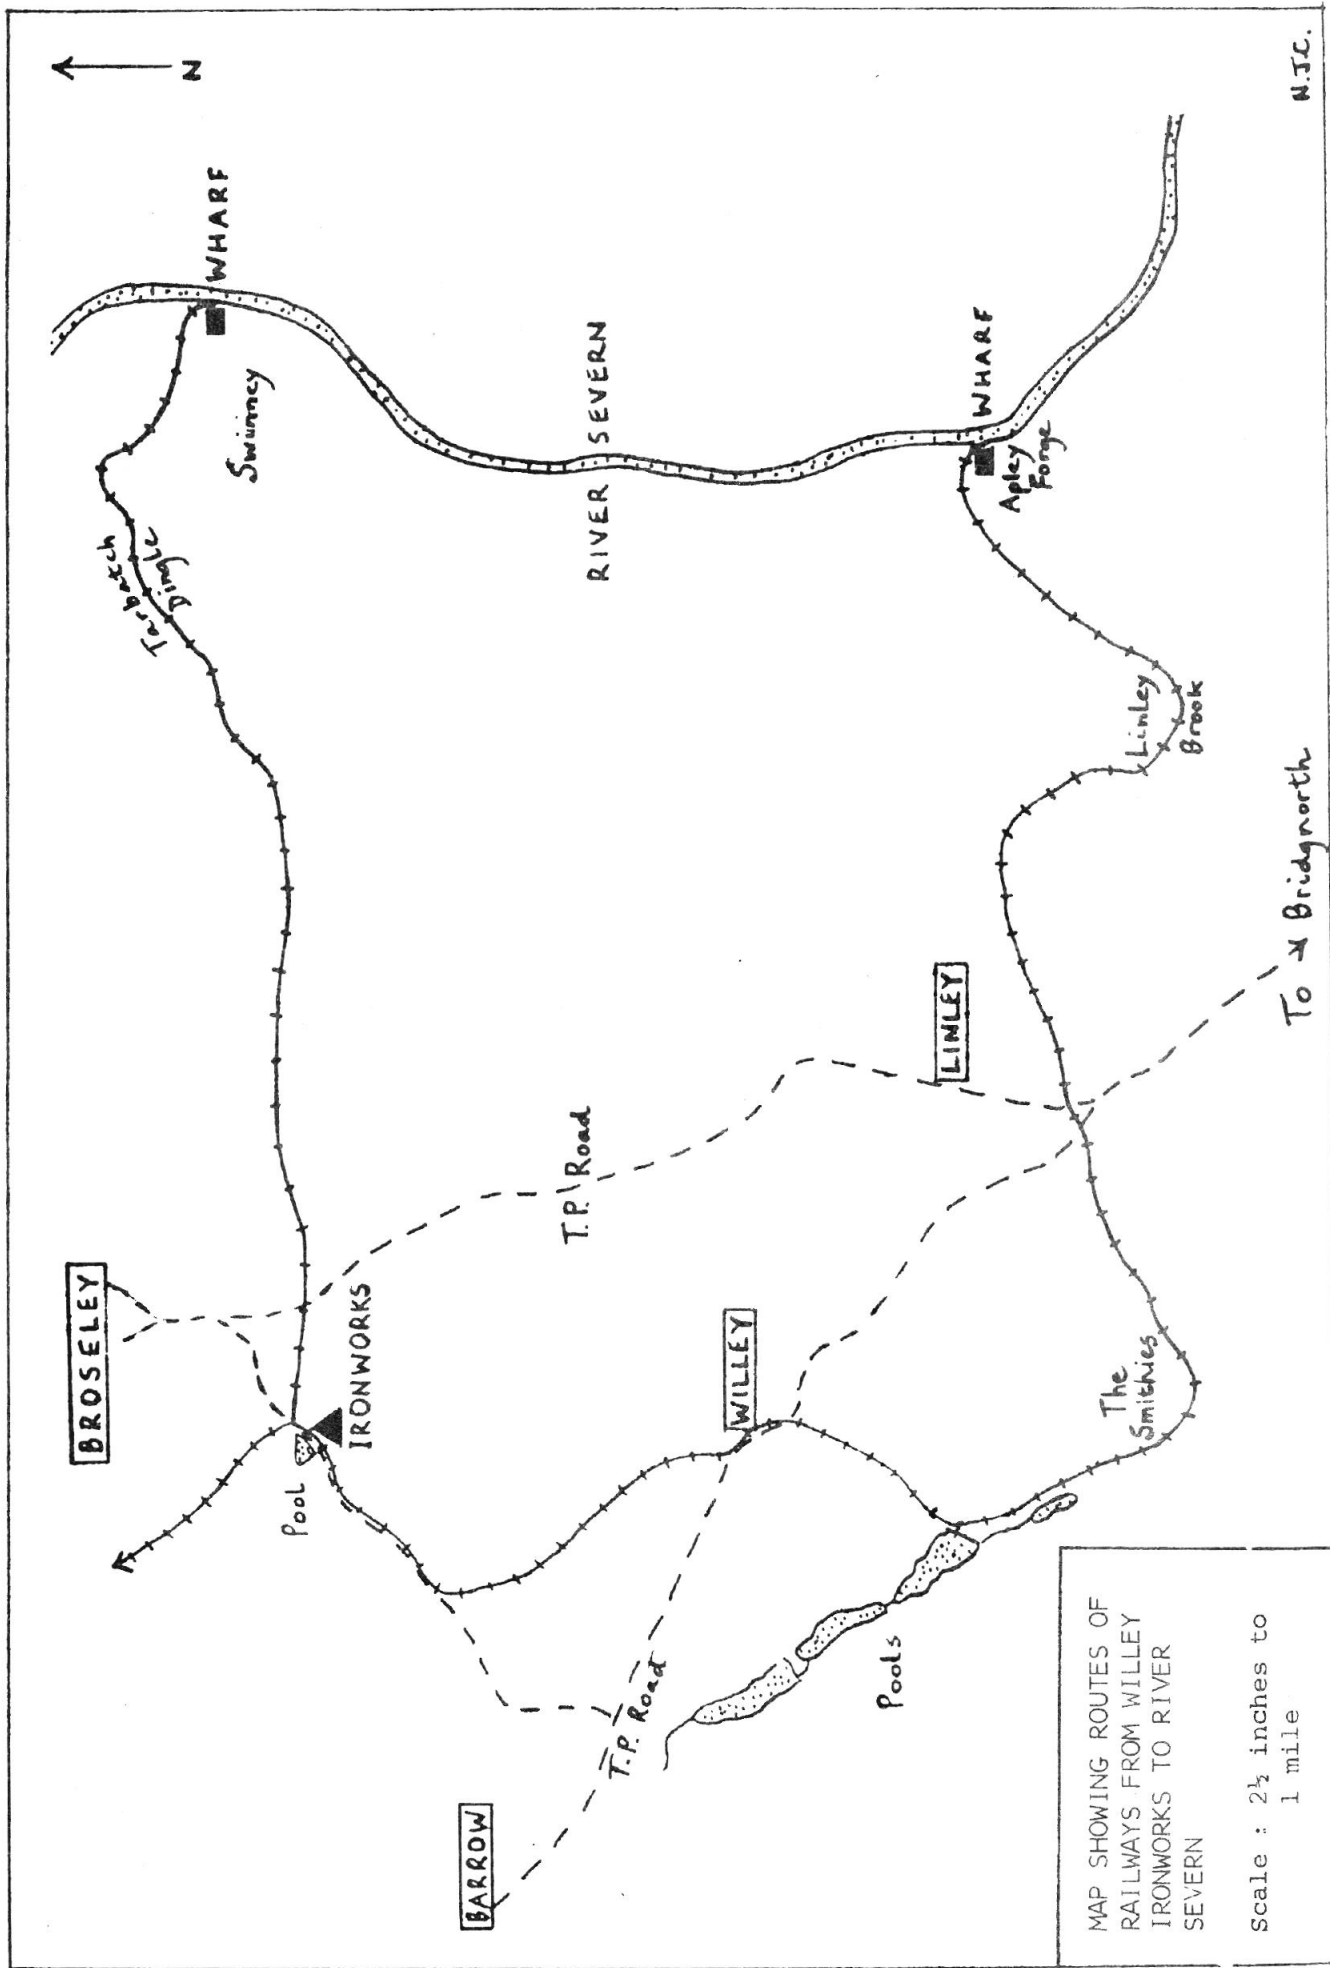 N
WHARF
Swinney
Tarbatch
Dingle
BROSELEY
IRONWORKS
Pool
RIVER SEVERN
T.P. Road
WHARF
Apley
Forge
Linley
Brook
LINLEY
WILLEY
BARROW
T.P. Road
Pools
The
Smithies
To Bridgnorth
MAP SHOWING ROUTES OF
RAILWAYS FROM WILLEY
IRONWORKS TO RIVER
SEVERN
Scale : 2½ inches to
1 mile
N.J.C.